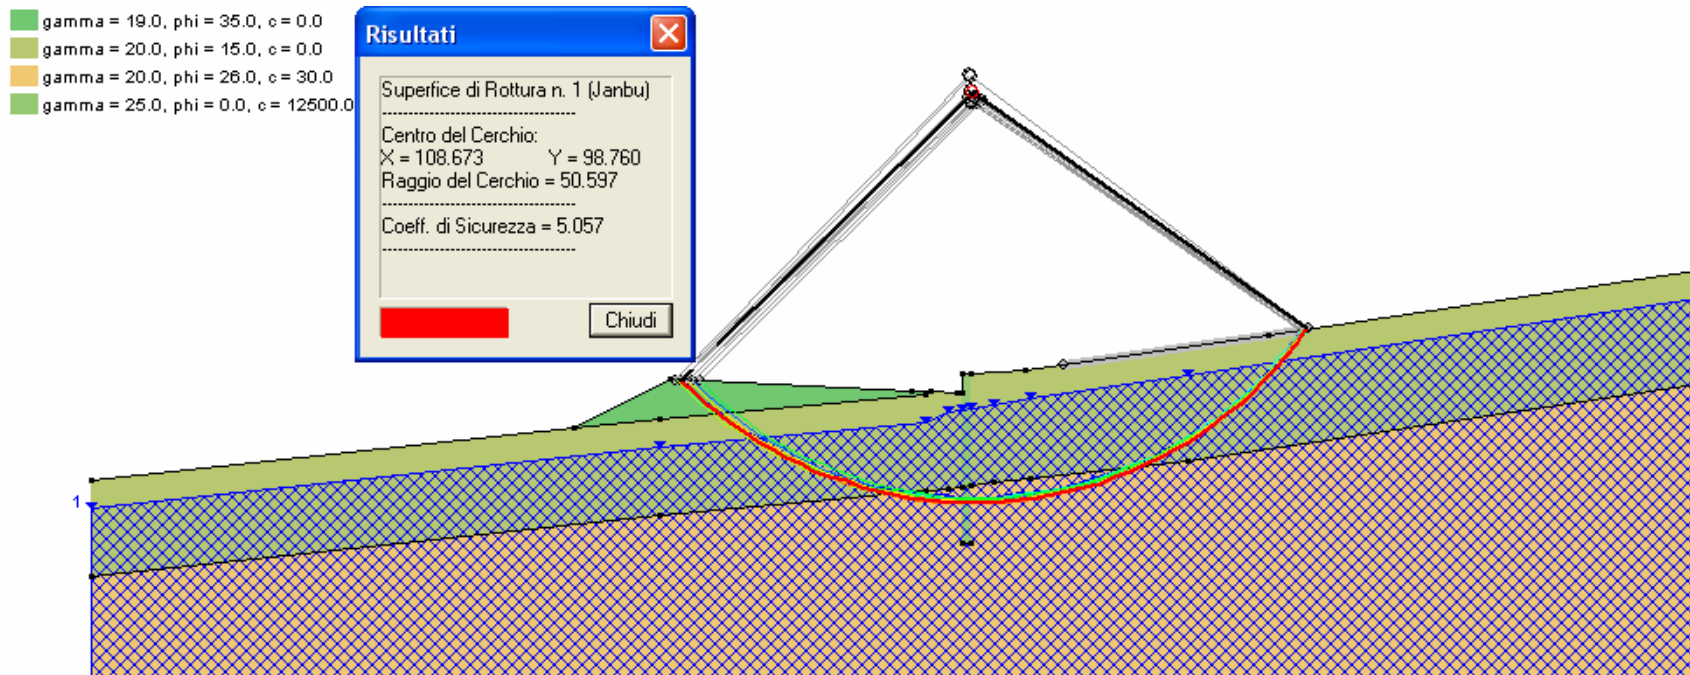 gamma = 19.0, phi = 35.0, c = 0.0
gamma = 20.0, phi = 15.0, c = 0.0
gamma = 20.0, phi = 26.0, c = 30.0
gamma = 25.0, phi = 0.0, c = 12500.0
Risultati
Superfice di Rottura n. 1 (Janbu)
-----------------------------------
Centro del Cerchio:
X = 108.673 Y = 98.760
Raggio del Cerchio = 50.597
-----------------------------------
Coeff. di Sicurezza = 5.057
-----------------------------------
Chiudi
1